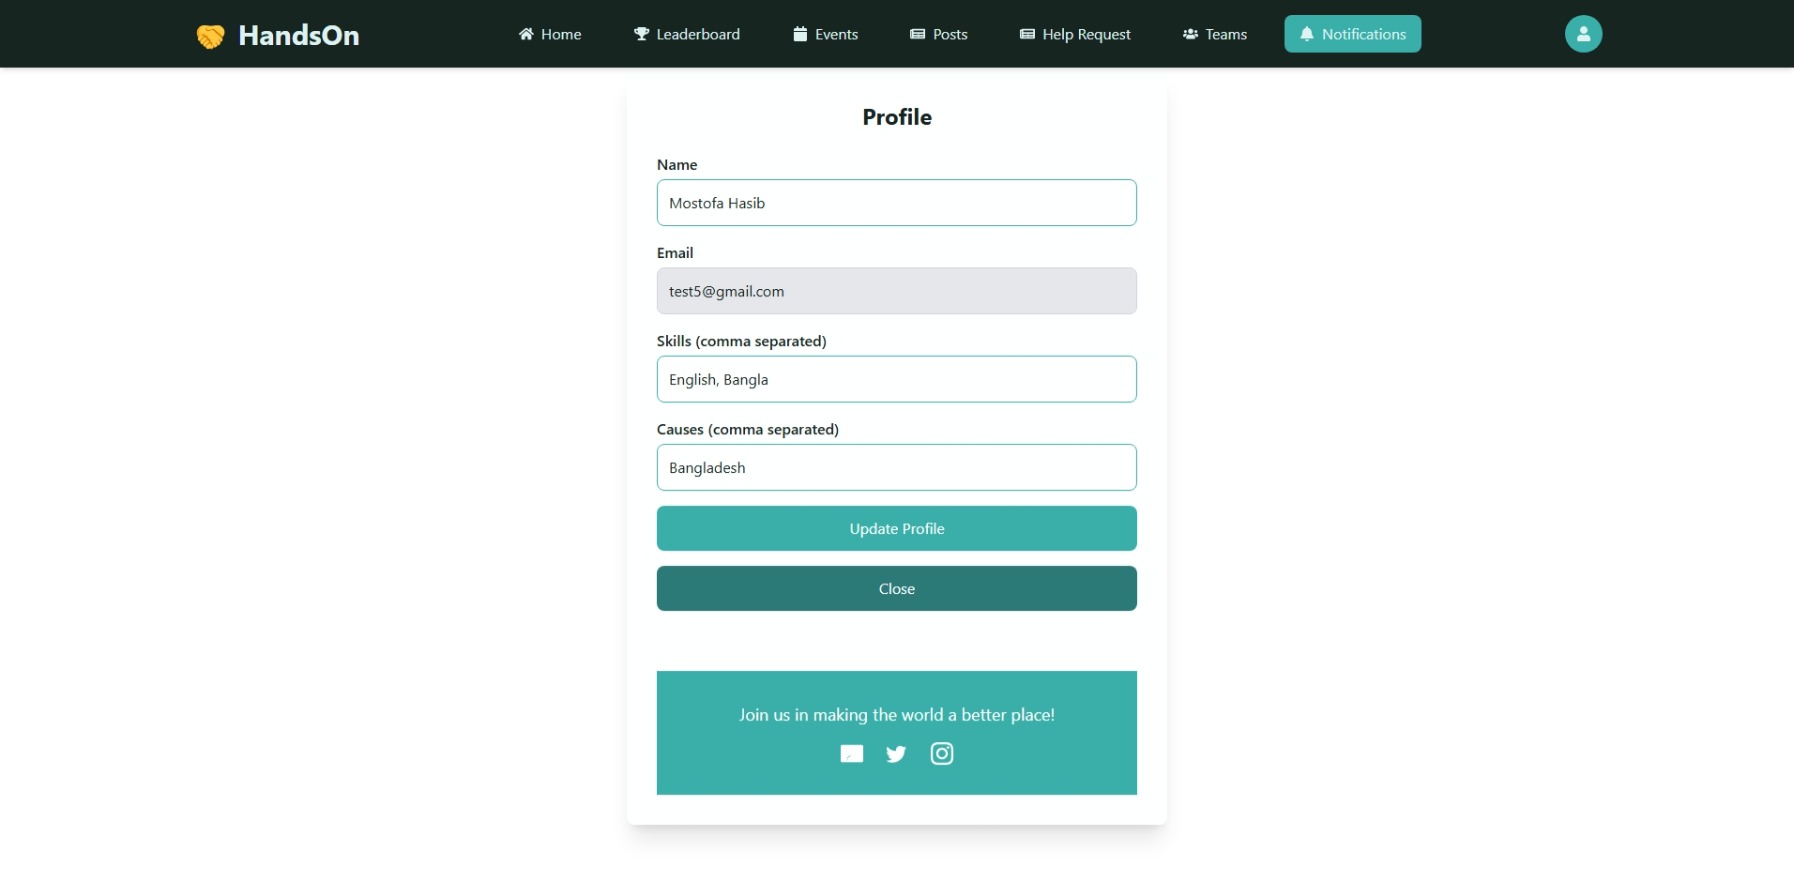 HandsOn
Home
Leaderboard
Events
Posts
Help Request
Teams
Notifications
Profile
Name
Mostofa Hasib
Email
test5@gmail.com
Skills (comma separated)
English, Bangla
Causes (comma separated)
Bangladesh
Update Profile
Close
Join us in making the world a better place!